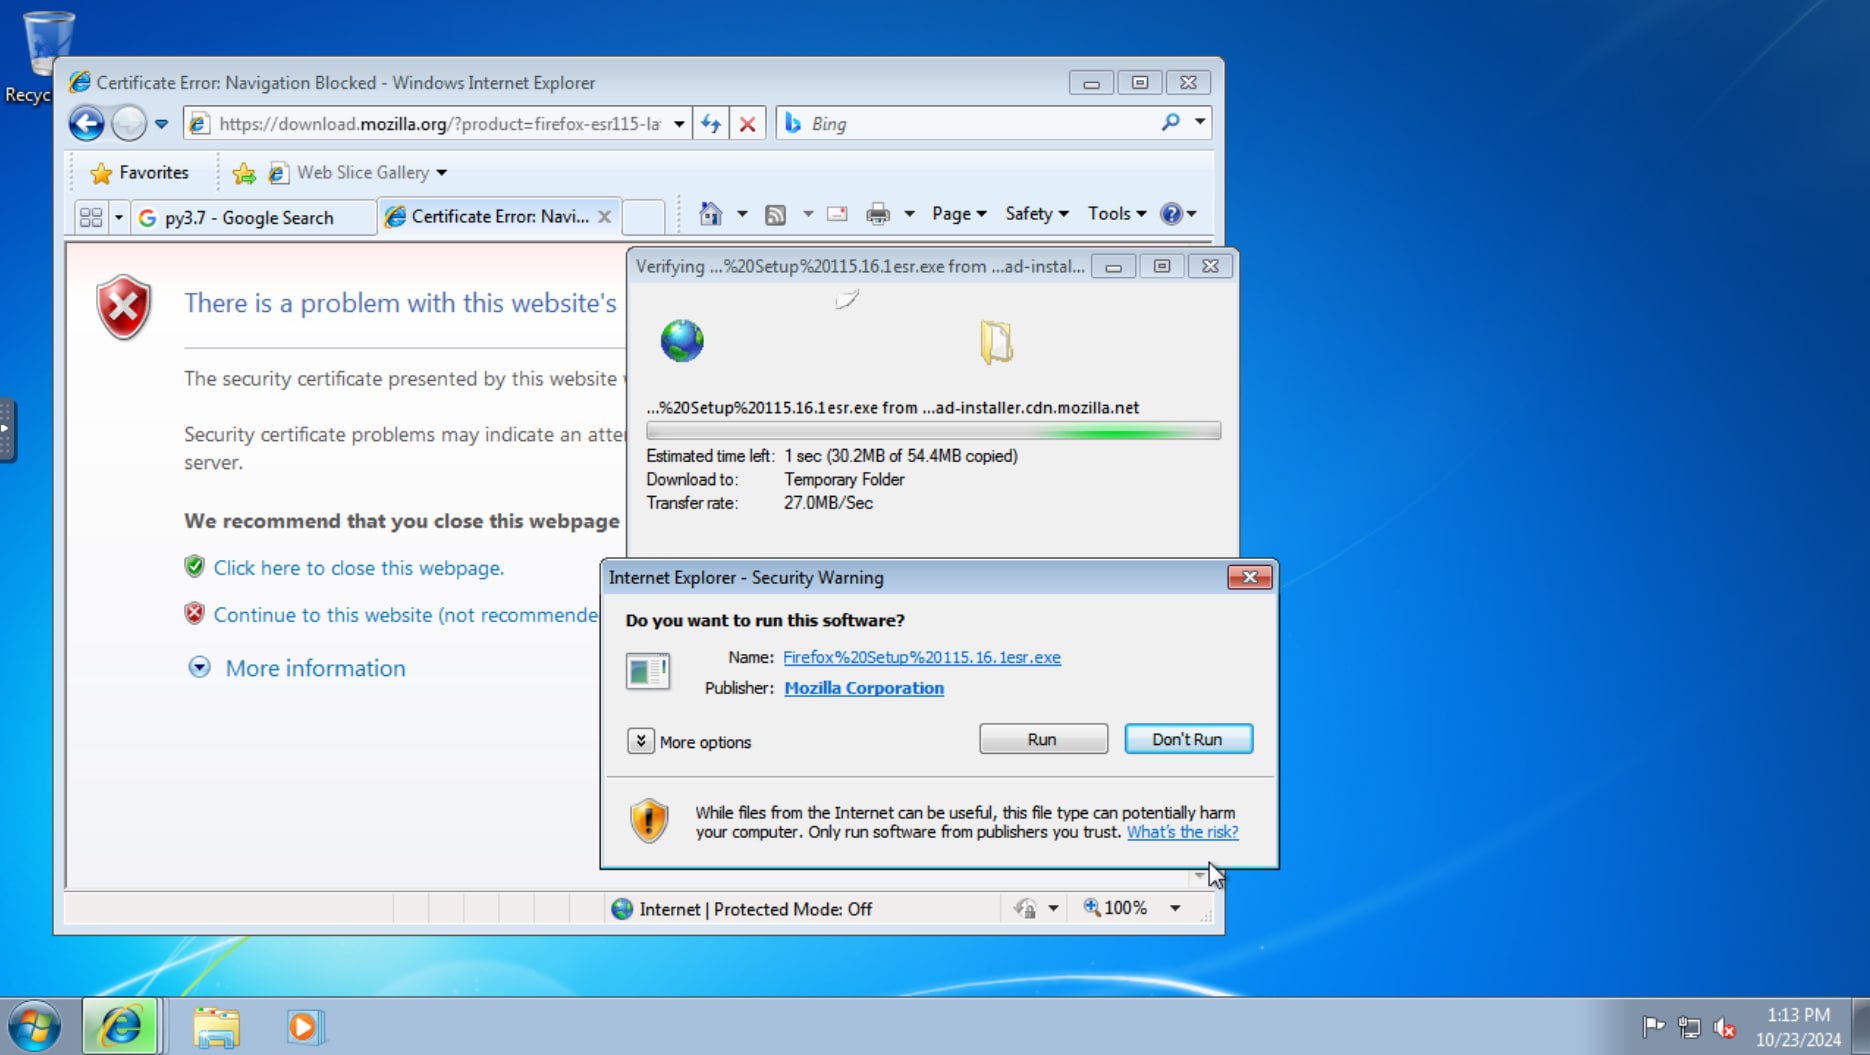 Recyc
Certificate Error: Navigation Blocked - Windows Internet Explorer
https://download.mozilla.org/?product=firefox-esr115-la
Bing
Favorites
Web Slice Gallery
py3.7 - Google Search
Certificate Error: Navi...
Page
Safety
Tools
There is a problem with this website's
The security certificate presented by this website
Security certificate problems may indicate an atte
server.
We recommend that you close this webpage
Click here to close this webpage.
Continue to this website (not recommende
More information
Verifying ...%20Setup%20115.16.1esr.exe from ...ad-instal...
...%20Setup%20115.16.1esr.exe from ...ad-installer.cdn.mozilla.net
Estimated time left: 1 sec (30.2MB of 54.4MB copied)
Download to: Temporary Folder
Transfer rate: 27.0MB/Sec
Internet Explorer - Security Warning
Do you want to run this software?
Name: Firefox%20Setup%20115.16.1esr.exe
Publisher: Mozilla Corporation
More options
Run
Don't Run
While files from the Internet can be useful, this file type can potentially harm
your computer. Only run software from publishers you trust. What's the risk?
Internet | Protected Mode: Off
100%
1:13 PM
10/23/2024